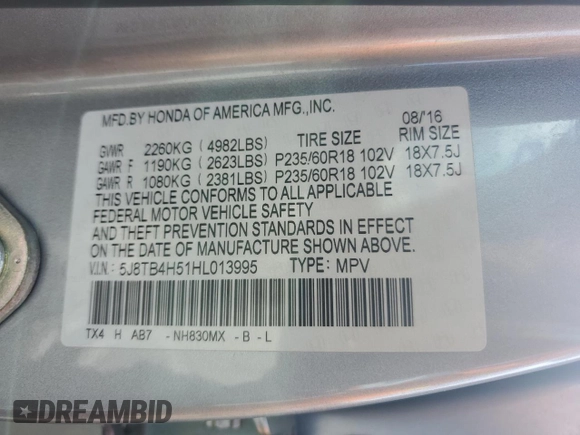 MFD.BY HONDA OF AMERICA MFG.,INC. 08/'16
GVWR 2260KG ( 4982LBS) TIRE SIZE RIM SIZE
GAWR F 1190KG ( 2623LBS) P235/60R18 102V 18X7.5J
GAWR R 1080KG ( 2381LBS) P235/60R18 102V 18X7.5J
THIS VEHICLE CONFORMS TO ALL APPLICABLE
FEDERAL MOTOR VEHICLE SAFETY
AND THEFT PREVENTION STANDARDS IN EFFECT
ON THE DATE OF MANUFACTURE SHOWN ABOVE.
V.I.N: 5J8TB4H51HL013995 TYPE: MPV
TX4 H AB7 -NH830MX -B -L
DREAMBID